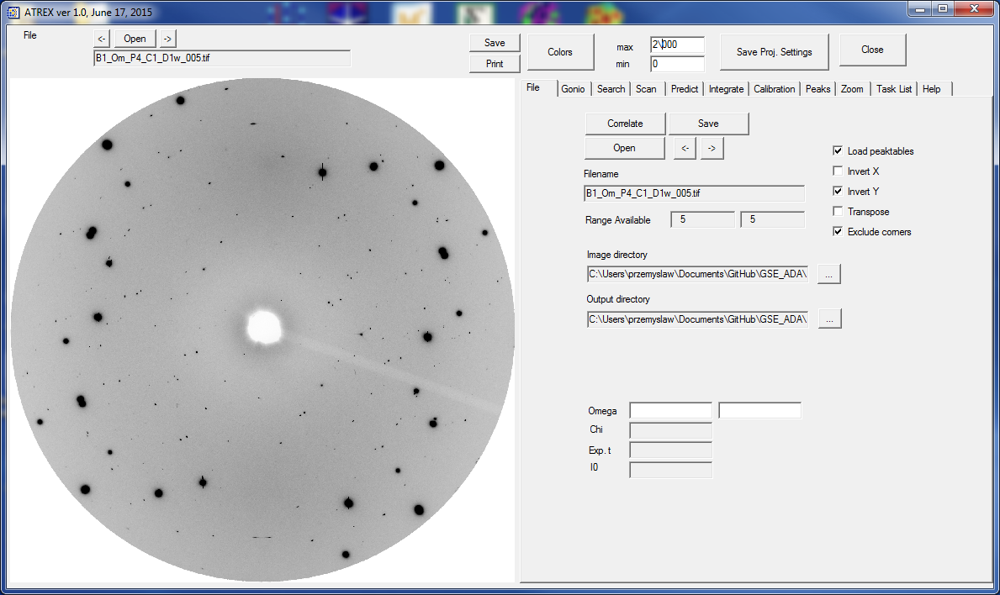 ATREX ver 1.0, June 17, 2015
File
<-
Open
->
B1_Om_P4_C1_D1w_005.tif
Save
Print
Colors
max
2\000
min
0
Save Proj. Settings
Close
File Gonio Search Scan Predict Integrate Calibration Peaks Zoom Task List Help
Correlate
Save
Open
<-
->
Filename
B1_Om_P4_C1_D1w_005.tif
Range Available
5
5
Load peaktables
Invert X
Invert Y
Transpose
Exclude corners
Image directory
C:\Users\przemyslaw\Documents\GitHub\GSE_ADA\
...
Output directory
C:\Users\przemyslaw\Documents\GitHub\GSE_ADA\
...
Omega
Chi
Exp. t
I0